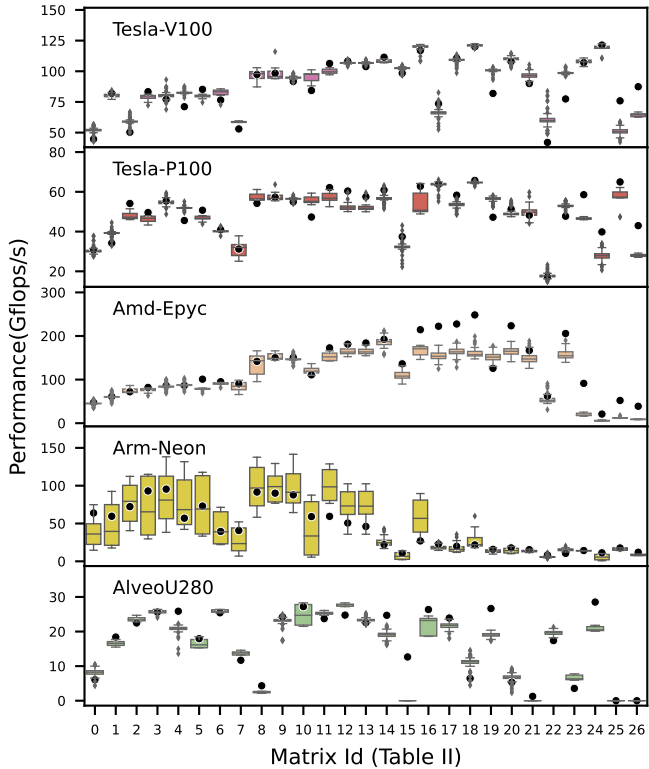 Performance(Gflops/s)
Tesla-V100
150
125
100
75
50
Tesla-P100
80
60
40
20
Amd-Epyc
300
200
100
0
Arm-Neon
150
100
50
0
AlveoU280
30
20
10
0
0 1 2 3 4 5 6 7 8 9 10 11 12 13 14 15 16 17 18 19 20 21 22 23 24 25 26
Matrix Id (Table II)